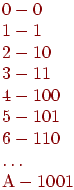 0 – 0
1 – 1
2 – 10
3 – 11
4 – 100
5 – 101
6 – 110
...
A – 1001